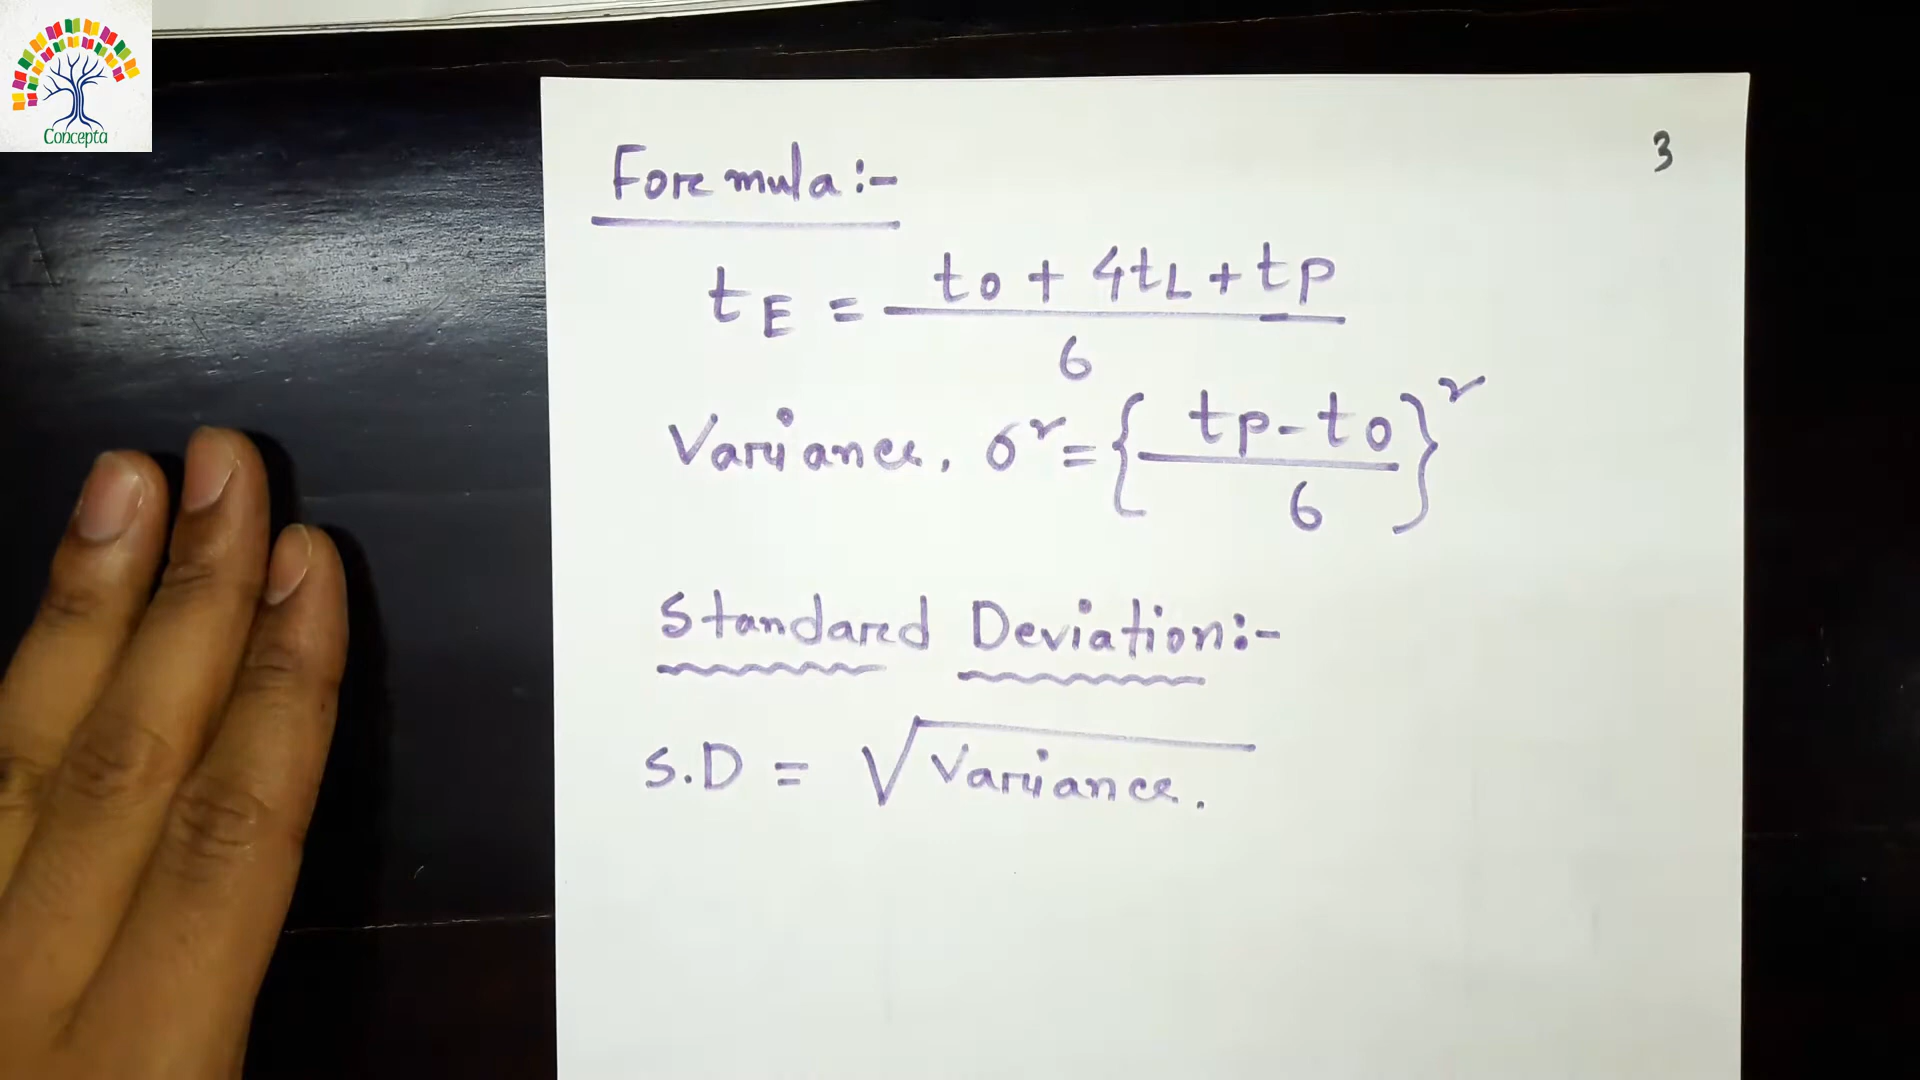 Concepta
3
Formula:-
tE = to + 4tL + tp
6
Variance, σ² = { tp - to } ²
6
Standard Deviation:-
S.D = √Variance.